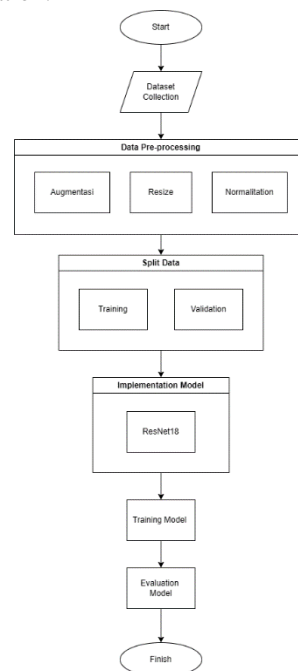 Start
Dataset
Collection
Data Pre-processing
Augmentasi
Resize
Normalitation
Split Data
Training
Validation
Implementation Model
ResNet18
Training Model
Evaluation
Model
Finish